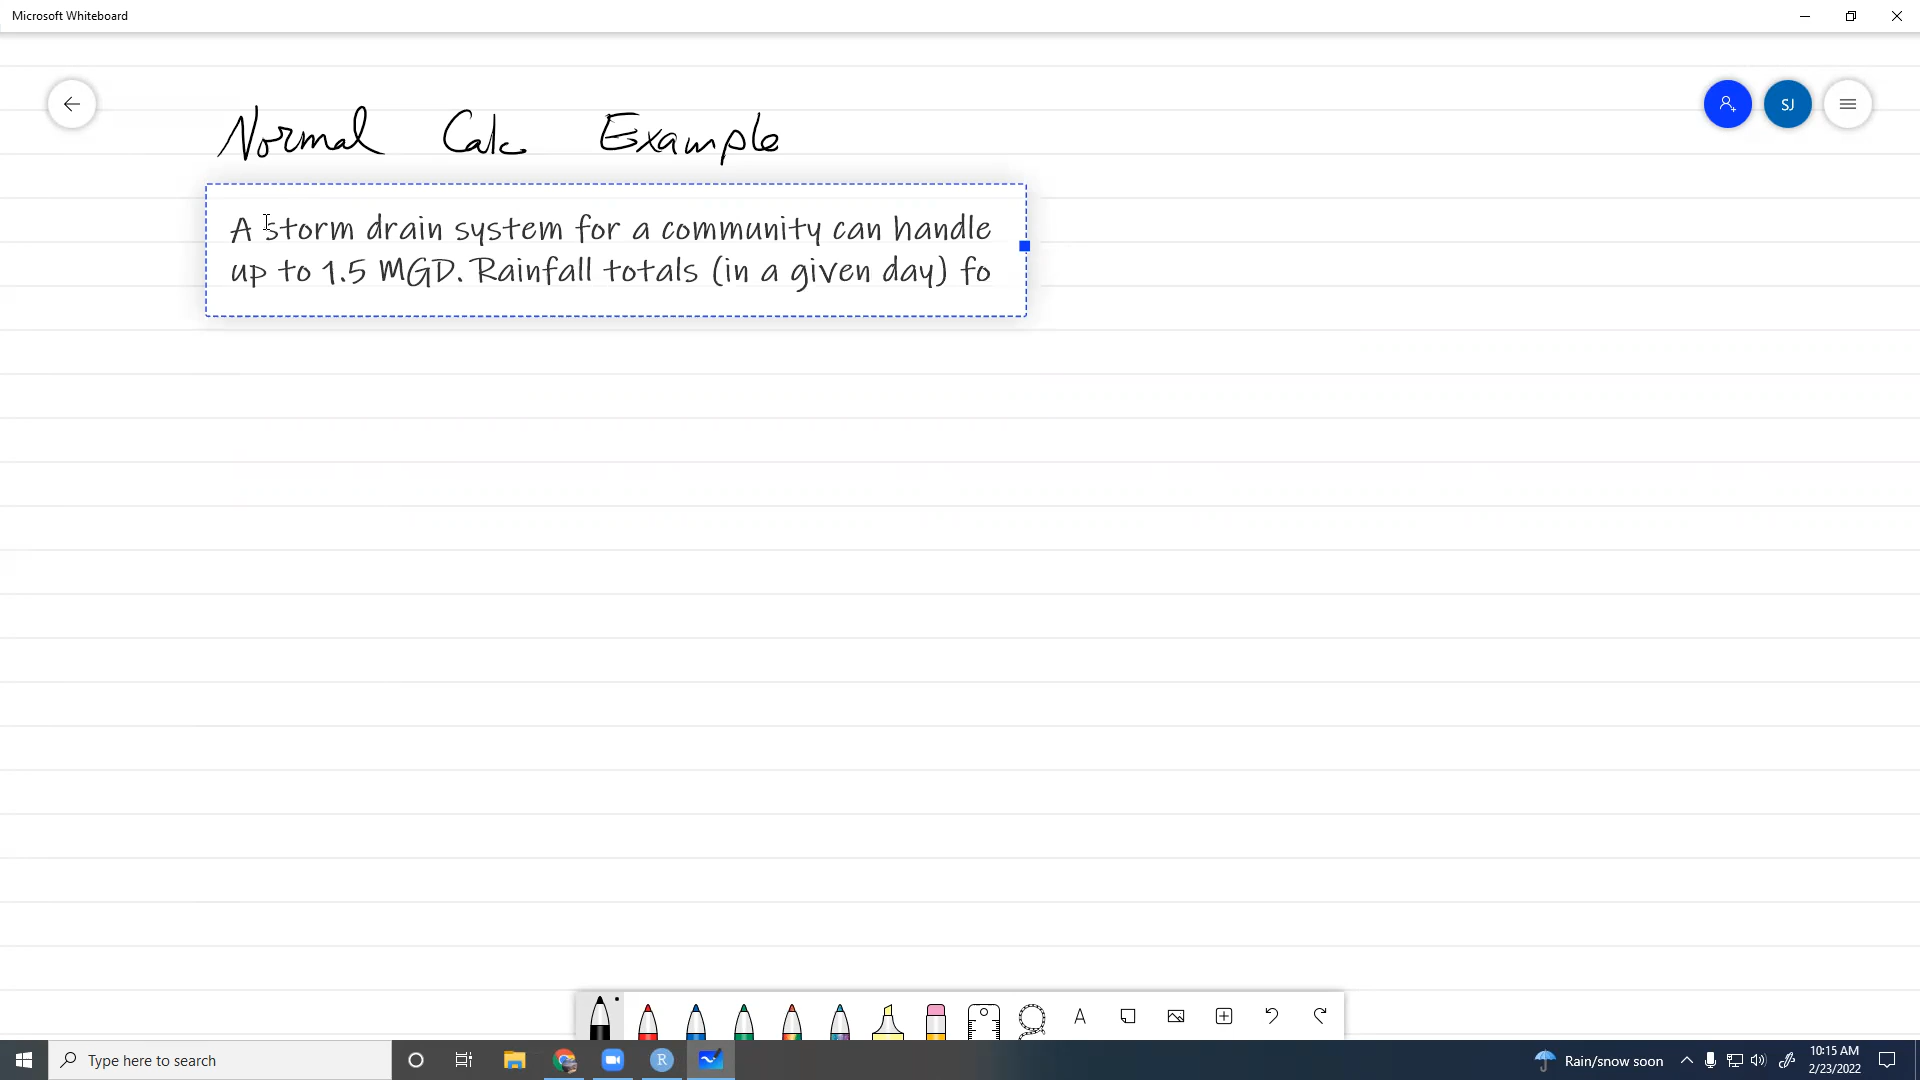 Microsoft Whiteboard
SJ
Normal Calc Example
A storm drain system for a community can handle
up to 1.5 MGD. Rainfall totals (in a given day) fo
A
Type here to search
R
Rain/snow soon
10:15 AM
2/23/2022